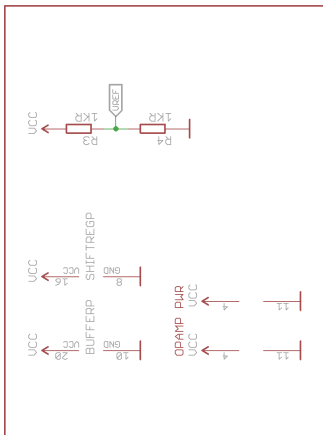 VREF
1KR
1KR
VCC
R3
R4
SHIFTREGP
VCC
VCC
GND
16
8
OPAMP PWR
VCC
4
11
BUFFERP
VCC
VCC
GND
20
10
VCC
4
11